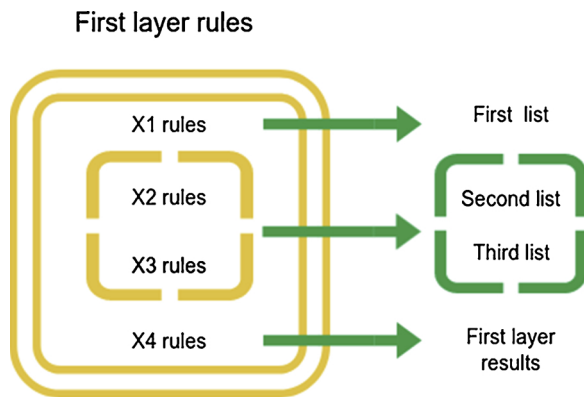 First layer rules
X1 rules
First list
X2 rules
Second list
X3 rules
Third list
X4 rules
First layer
results